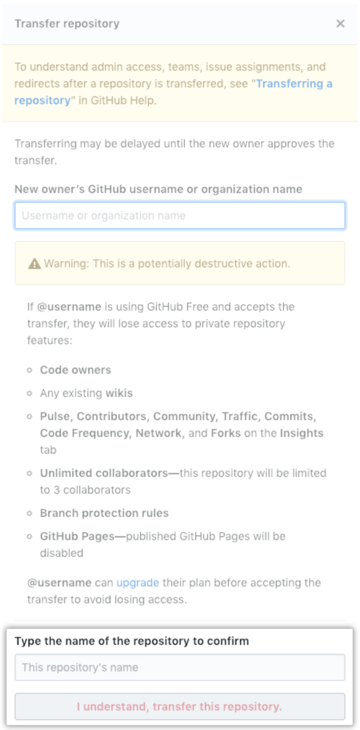 Transfer repository
To understand admin access, teams, issue assignments, and
redirects after a repository is transferred, see "Transferring a
repository" in GitHub Help.
Transferring may be delayed until the new owner approves the
transfer.
New owner's GitHub username or organization name
Username or organization name
Warning: This is a potentially destructive action.
If @username is using GitHub Free and accepts the
transfer, they will lose access to private repository
features:
Code owners
Any existing wikis
Pulse, Contributors, Community, Traffic, Commits,
Code Frequency, Network, and Forks on the Insights
tab
Unlimited collaborators—this repository will be limited
to 3 collaborators
Branch protection rules
GitHub Pages—published GitHub Pages will be
disabled
@username can upgrade their plan before accepting the
transfer to avoid losing access.
Type the name of the repository to confirm
This repository's name
I understand, transfer this repository.